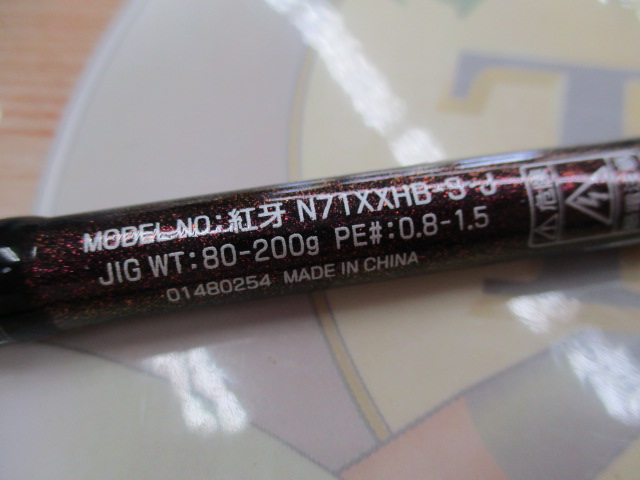 MODEL NO.:紅牙 N71XXHB-S・J
JIG WT:80-200g PE#:0.8-1.5
01480254 MADE IN CHINA